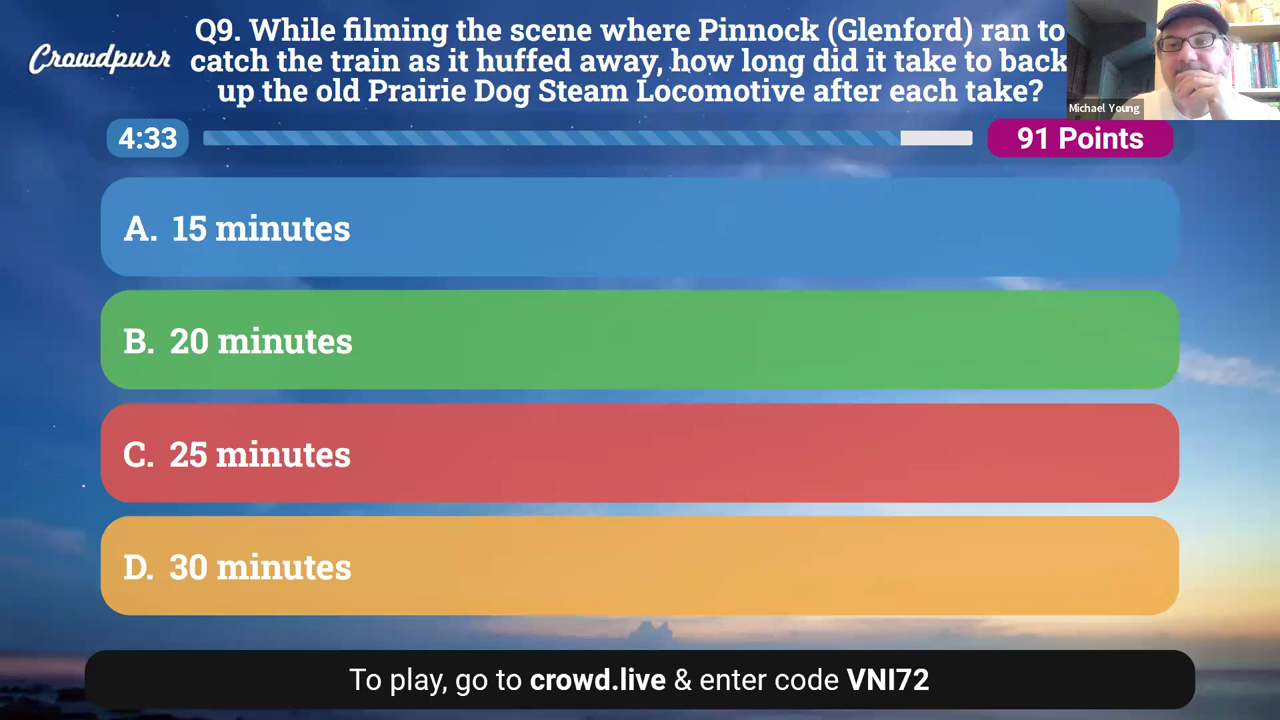 Crowdpurr
Q9. While filming the scene where Pinnock (Glenford) ran to
catch the train as it huffed away, how long did it take to back
up the old Prairie Dog Steam Locomotive after each take?
Michael Young
4:33
91 Points
A. 15 minutes
B. 20 minutes
C. 25 minutes
D. 30 minutes
To play, go to crowd.live & enter code VNI72